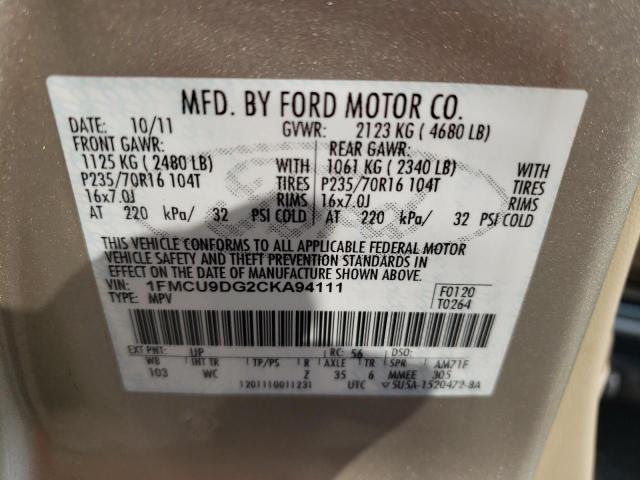 MFD. BY FORD MOTOR CO.
DATE: 10/11 GVWR: 2123 KG ( 4680 LB)
FRONT GAWR: REAR GAWR:
1125 KG ( 2480 LB) WITH 1061 KG ( 2340 LB) WITH
P235/70R16 104T TIRES P235/70R16 104T TIRES
16x7.0J RIMS 16x7.0J RIMS
AT 220 kPa/ 32 PSI COLD AT 220 kPa/ 32 PSI COLD
THIS VEHICLE CONFORMS TO ALL APPLICABLE FEDERAL MOTOR
VEHICLE SAFETY AND THEFT PREVENTION STANDARDS IN
EFFECT ON THE DATE OF MANUFACTURE SHOWN ABOVE.
VIN: 1FMCU9DG2CKA94111 F0120
TYPE: MPV T0264
EXT PNT: UP RC: 56 DSO:
WB INT TR TP/PS R AXLE TR SPR AM71F
103 WC Z 35 6 MMEE 305
1201110011231 UTC 5U5A-1520472-BA